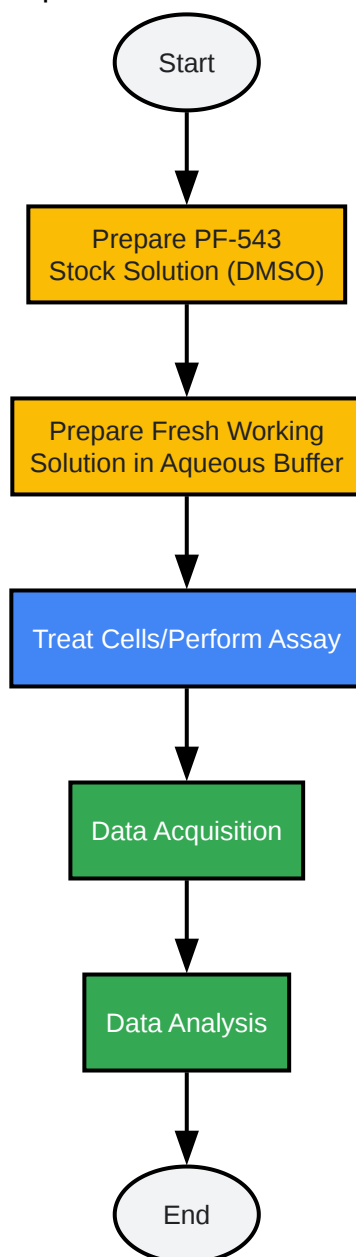 Start
Prepare PF-543
Stock Solution (DMSO)
Prepare Fresh Working
Solution in Aqueous Buffer
Treat Cells/Perform Assay
Data Acquisition
Data Analysis
End